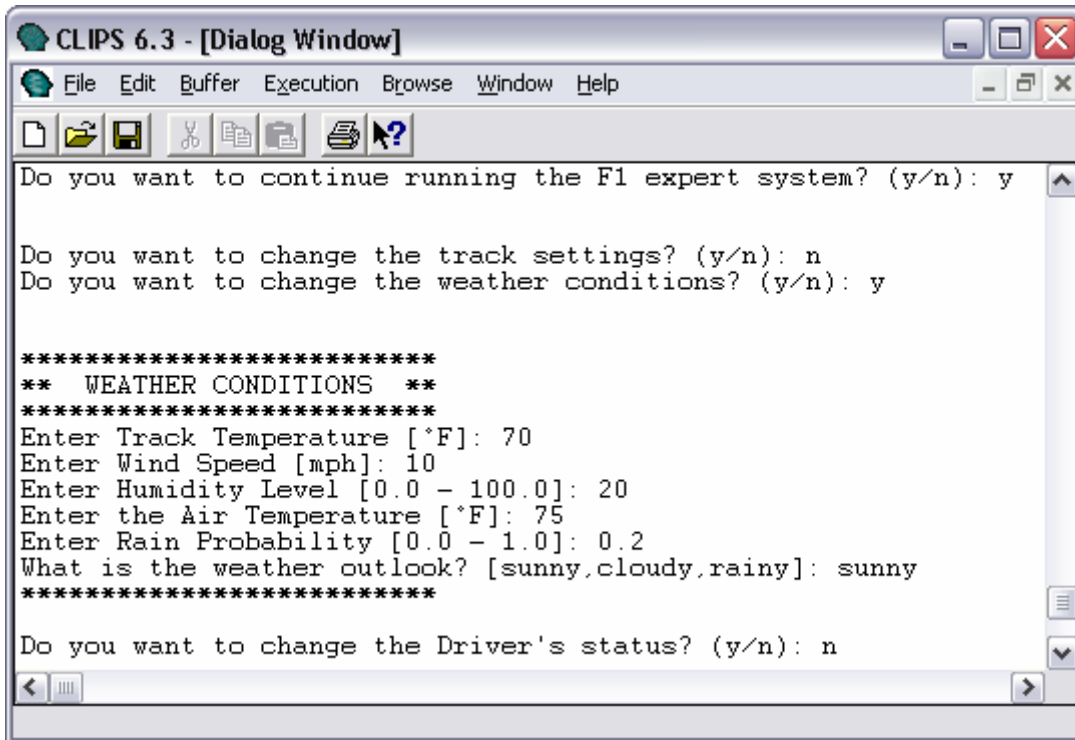 CLIPS 6.3 - [Dialog Window]
File Edit Buffer Execution Browse Window Help
Do you want to continue running the F1 expert system? (y/n): y
Do you want to change the track settings? (y/n): n
Do you want to change the weather conditions? (y/n): y
**************************
** WEATHER CONDITIONS **
**************************
Enter Track Temperature [°F]: 70
Enter Wind Speed [mph]: 10
Enter Humidity Level [0.0 – 100.0]: 20
Enter the Air Temperature [°F]: 75
Enter Rain Probability [0.0 – 1.0]: 0.2
What is the weather outlook? [sunny,cloudy,rainy]: sunny
**************************
Do you want to change the Driver's status? (y/n): n